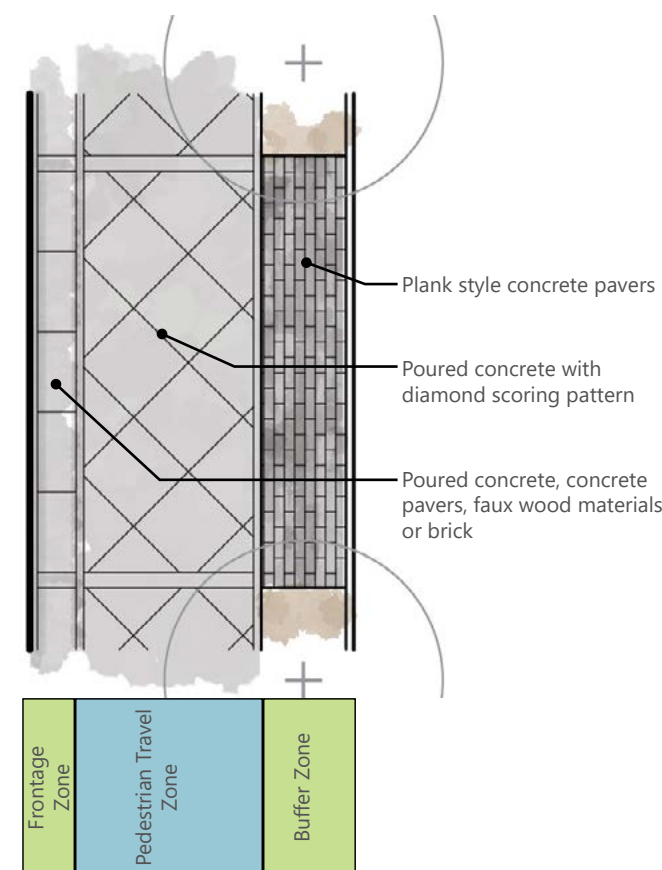 Plank style concrete pavers
Poured concrete with
diamond scoring pattern
Poured concrete, concrete
pavers, faux wood materials
or brick
Frontage
Zone
Pedestrian Travel
Zone
Buffer Zone